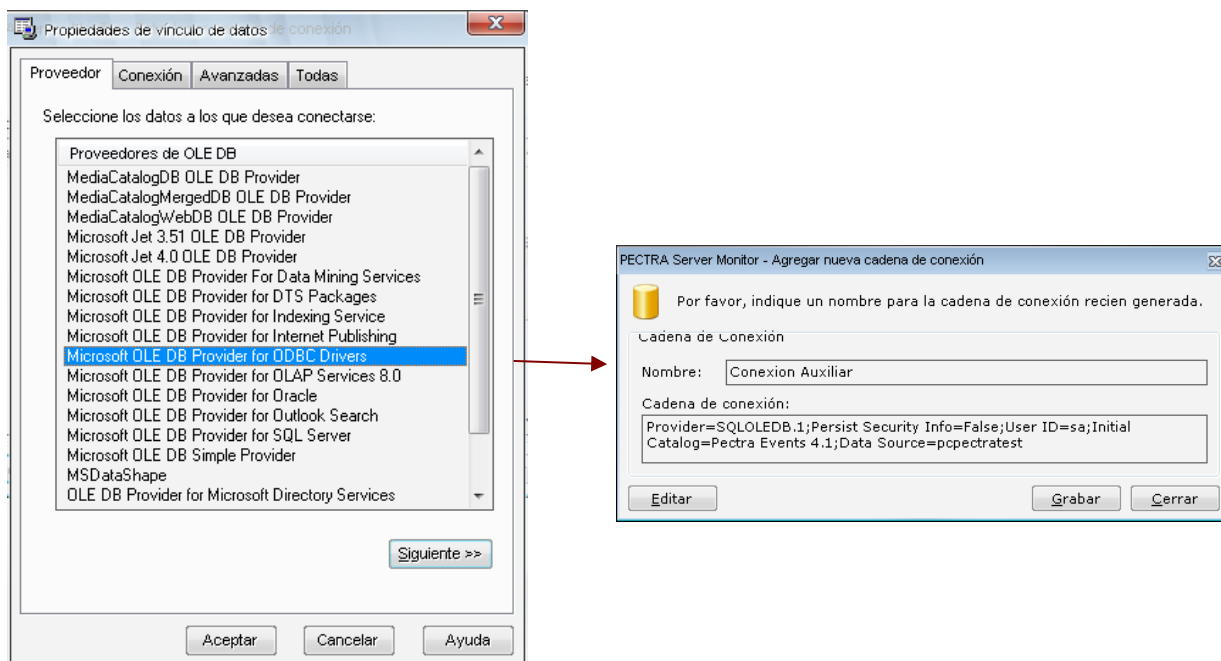 Propiedades de vínculo de datos de conexión
Proveedor
Conexión
Avanzadas
Todas
Seleccione los datos a los que desea conectarse:
Proveedores de OLE DB
MediaCatalogDB OLE DB Provider
MediaCatalogMergedDB OLE DB Provider
MediaCatalogWebDB OLE DB Provider
Microsoft Jet 3.51 OLE DB Provider
Microsoft Jet 4.0 OLE DB Provider
Microsoft OLE DB Provider For Data Mining Services
Microsoft OLE DB Provider for DTS Packages
Microsoft OLE DB Provider for Indexing Service
Microsoft OLE DB Provider for Internet Publishing
Microsoft OLE DB Provider for ODBC Drivers
Microsoft OLE DB Provider for OLAP Services 8.0
Microsoft OLE DB Provider for Oracle
Microsoft OLE DB Provider for Outlook Search
Microsoft OLE DB Provider for SQL Server
Microsoft OLE DB Simple Provider
MSDataShape
OLE DB Provider for Microsoft Directory Services
Siguiente >>
Aceptar
Cancelar
Ayuda
PECTRA Server Monitor - Agregar nueva cadena de conexión
Por favor, indique un nombre para la cadena de conexión recien generada.
Cadena de Conexión
Nombre:
Conexion Auxiliar
Cadena de conexión:
Provider=SQLOLEDB.1;Persist Security Info=False;User ID=sa;Initial
Catalog=Pectra Events 4.1;Data Source=pcpectratest
Editar
Grabar
Cerrar